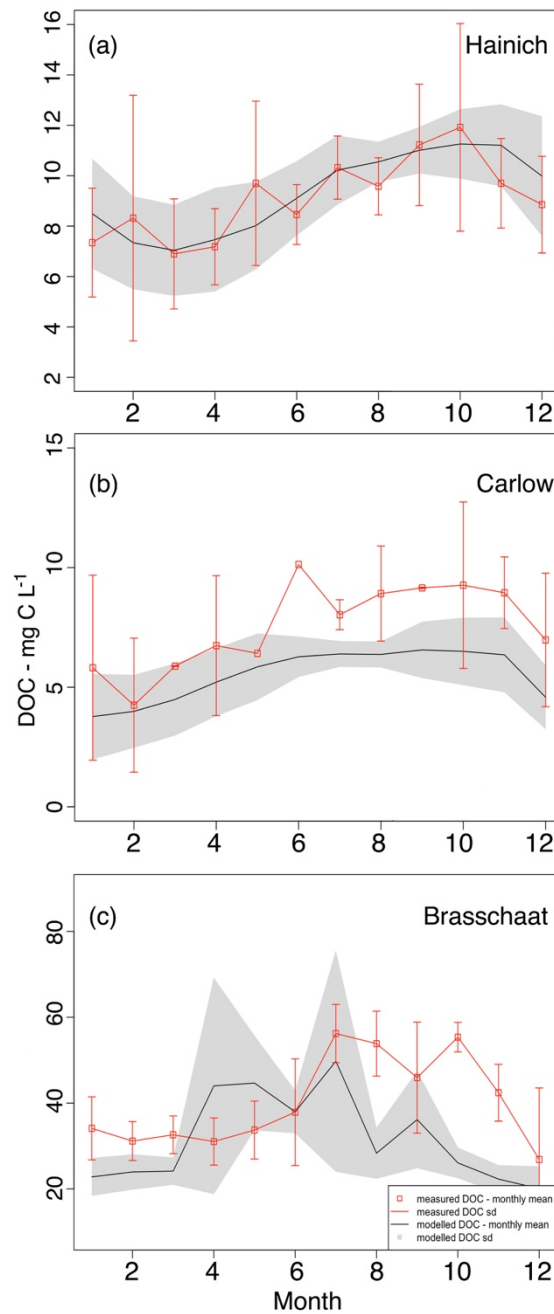 (a) Hainich
16
14
12
10
8
6
4
2
2 4 6 8 10 12
(b) Carlow
15
10
5
0
DOC - mg C L-1
2 4 6 8 10 12
(c) Brasschaat
80
60
40
20
measured DOC - monthly mean
measured DOC sd
modelled DOC - monthly mean
modelled DOC sd
2 4 6 8 10 12
Month